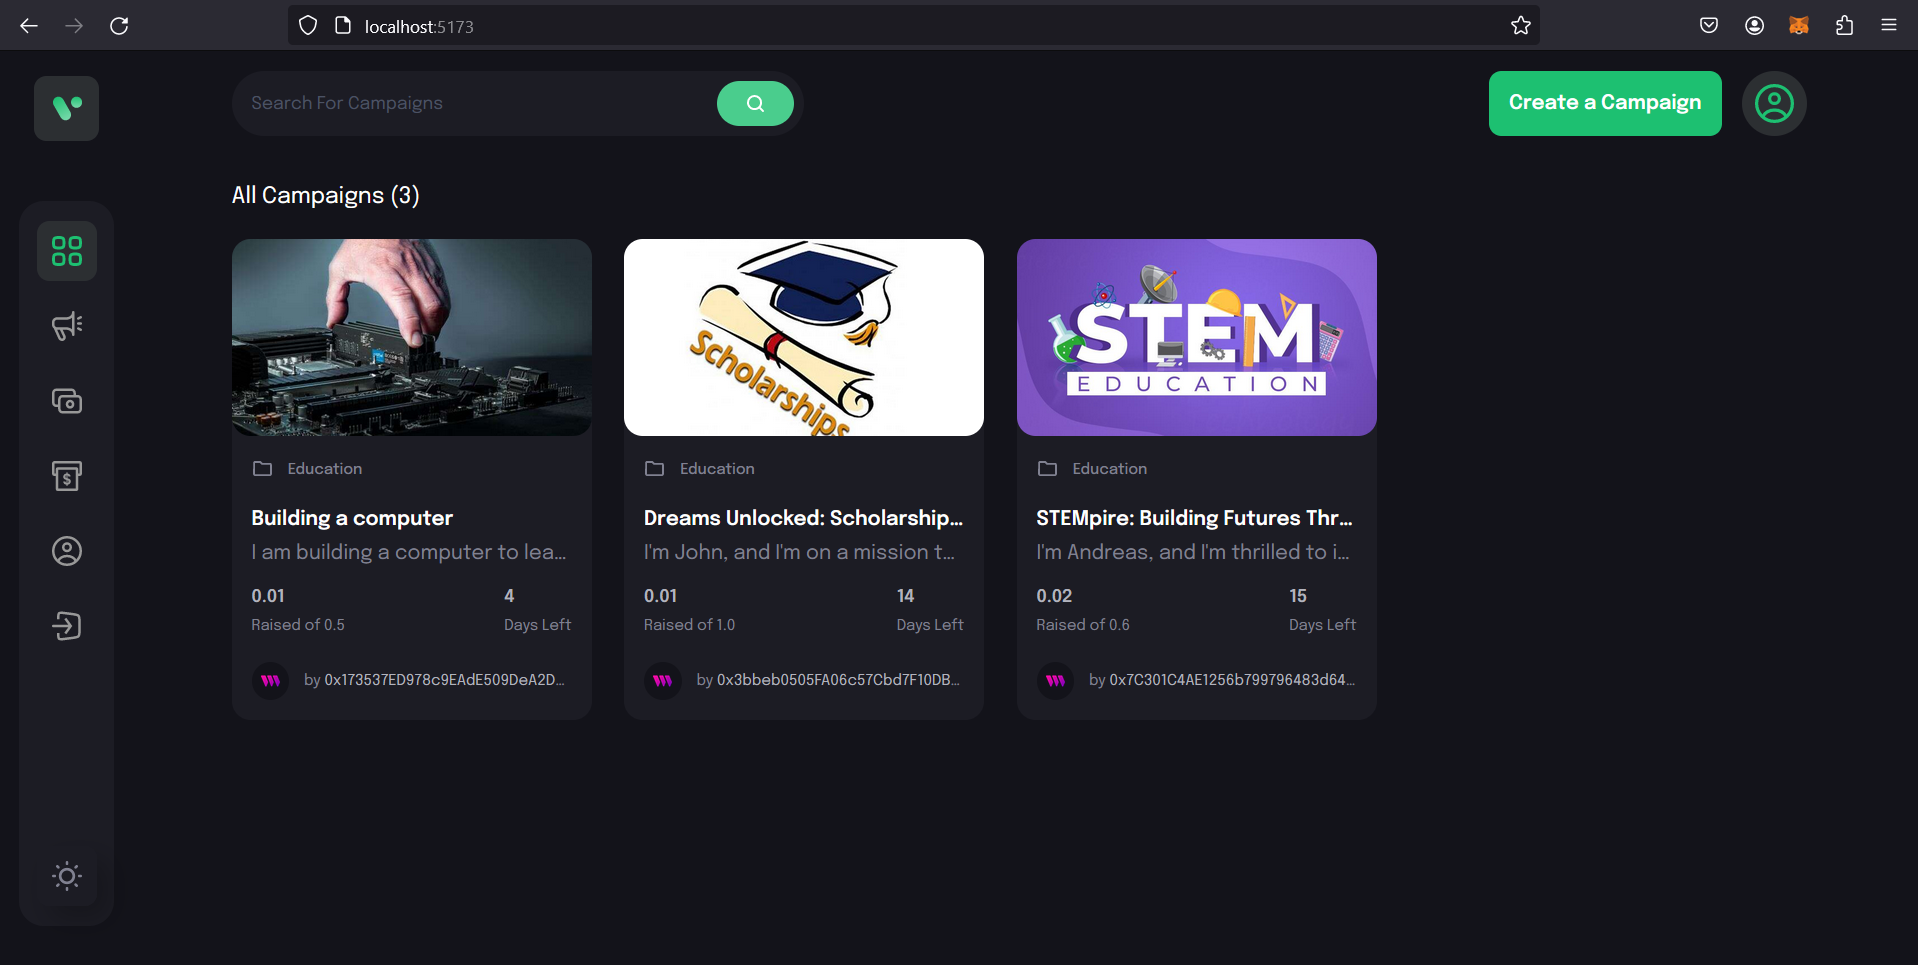 localhost:5173
Search For Campaigns
Create a Campaign
All Campaigns (3)
Scholarships
STEM
EDUCATION
Education
Building a computer
I am building a computer to lea...
0.01
4
Raised of 0.5
Days Left
by 0x173537ED978c9EAdE509DeA2D...
Education
Dreams Unlocked: Scholarship...
I'm John, and I'm on a mission t...
0.01
14
Raised of 1.0
Days Left
by 0x3bbeb0505FA06c57Cbd7F10DB...
Education
STEMpire: Building Futures Thr...
I'm Andreas, and I'm thrilled to i...
0.02
15
Raised of 0.6
Days Left
by 0x7C301C4AE1256b799796483d64...